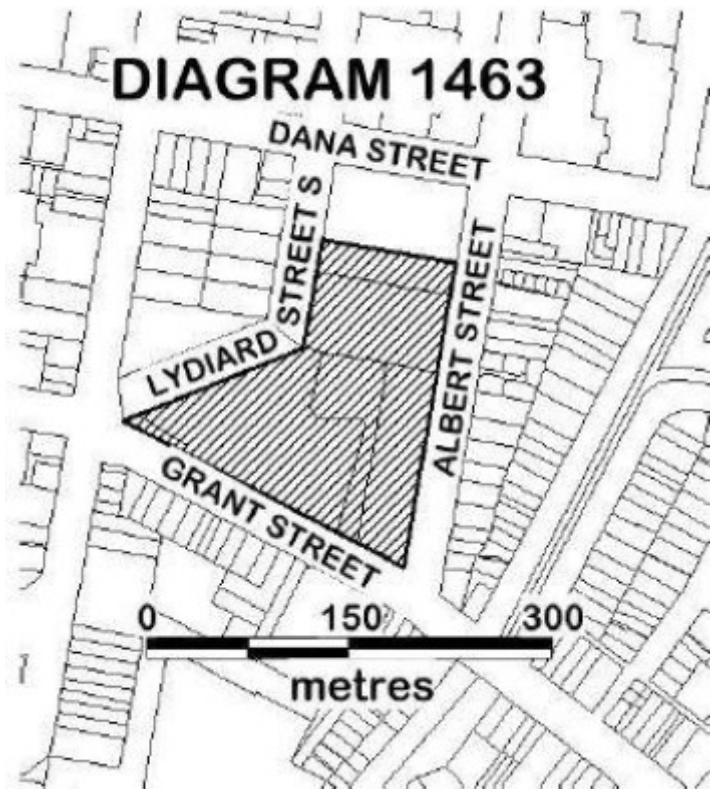 DIAGRAM 1463
DANA STREET
LYDIARD STREET S
ALBERT STREET
GRANT STREET
0 150 300
metres